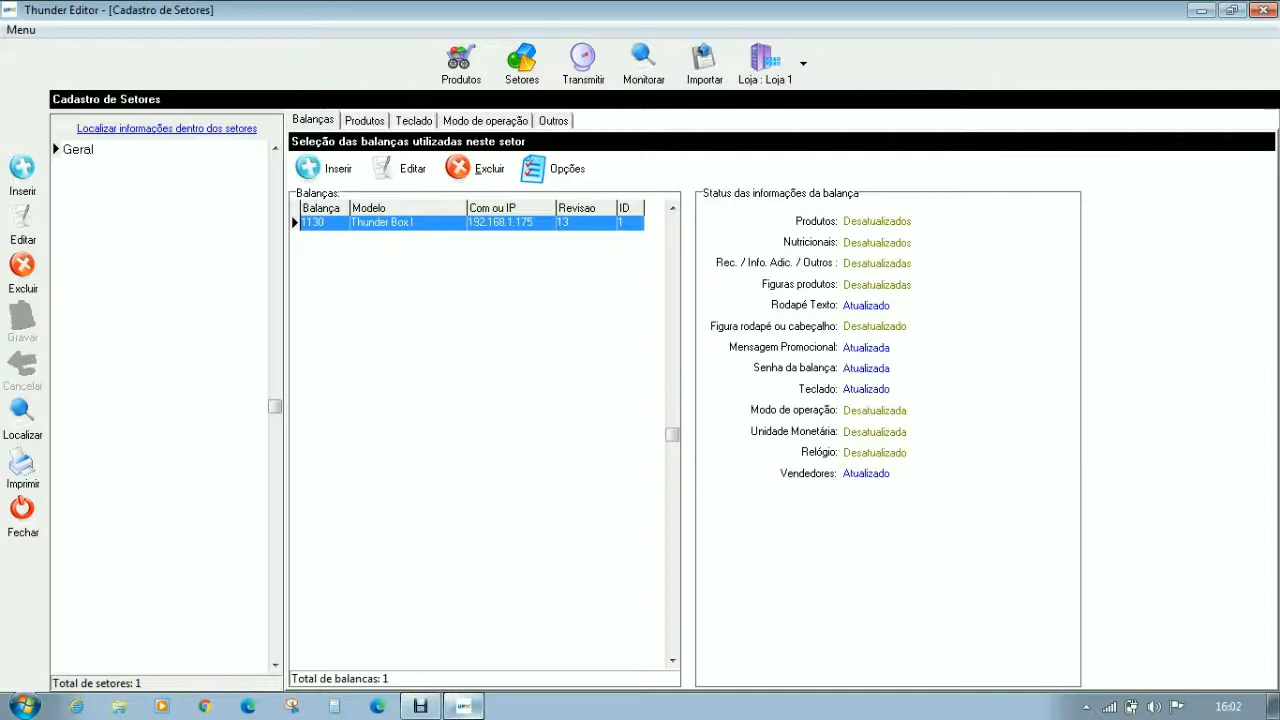 Thunder Editor - [Cadastro de Setores]
Menu
Produtos
Setores
Transmitir
Monitorar
Importar
Loja : Loja 1
Cadastro de Setores
Localizar informações dentro dos setores
Geral
Inserir
Editar
Excluir
Gravar
Cancelar
Localizar
Imprimir
Fechar
Total de setores: 1
Balanças Produtos Teclado Modo de operação Outros
Seleção das balanças utilizadas neste setor
Inserir Editar Excluir Opções
Balanças:
Balança Modelo Com ou IP Revisao ID
1130 Thunder Box I 192.168.1.175 13 1
Total de balancas: 1
Status das informações da balança
Produtos: Desatualizados
Nutricionais: Desatualizados
Rec. / Info. Adic. / Outros : Desatualizadas
Figuras produtos: Desatualizadas
Rodapé Texto: Atualizado
Figura rodapé ou cabeçalho: Desatualizado
Mensagem Promocional: Atualizada
Senha da balança: Atualizada
Teclado: Atualizado
Modo de operação: Desatualizada
Unidade Monetária: Desatualizada
Relógio: Desatualizado
Vendedores: Atualizado
16:02